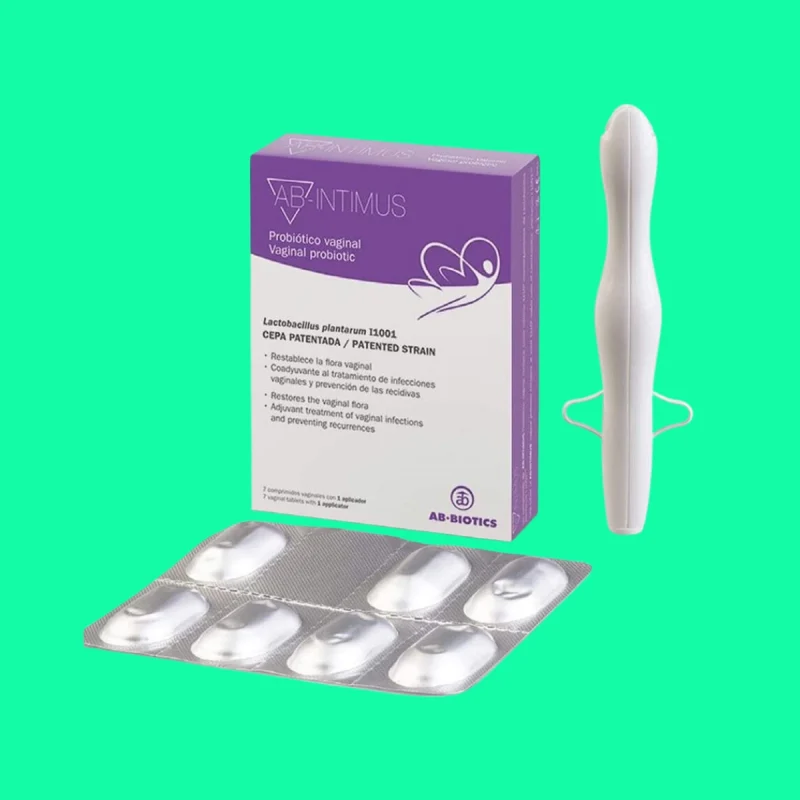 AB-INTIMUS
Probiótico vaginal
Vaginal probiotic
Lactobacillus plantarum I1001
CEPA PATENTADA / PATENTED STRAIN
• Restablece la flora vaginal
• Coadyuvante al tratamiento de infecciones
vaginales y prevención de las recidivas
• Restores the vaginal flora
• Adjuvant treatment of vaginal infections
and preventing recurrences
7 comprimidos vaginales con 1 aplicador
7 vaginal tablets with 1 applicator
ab
AB-BIOTICS